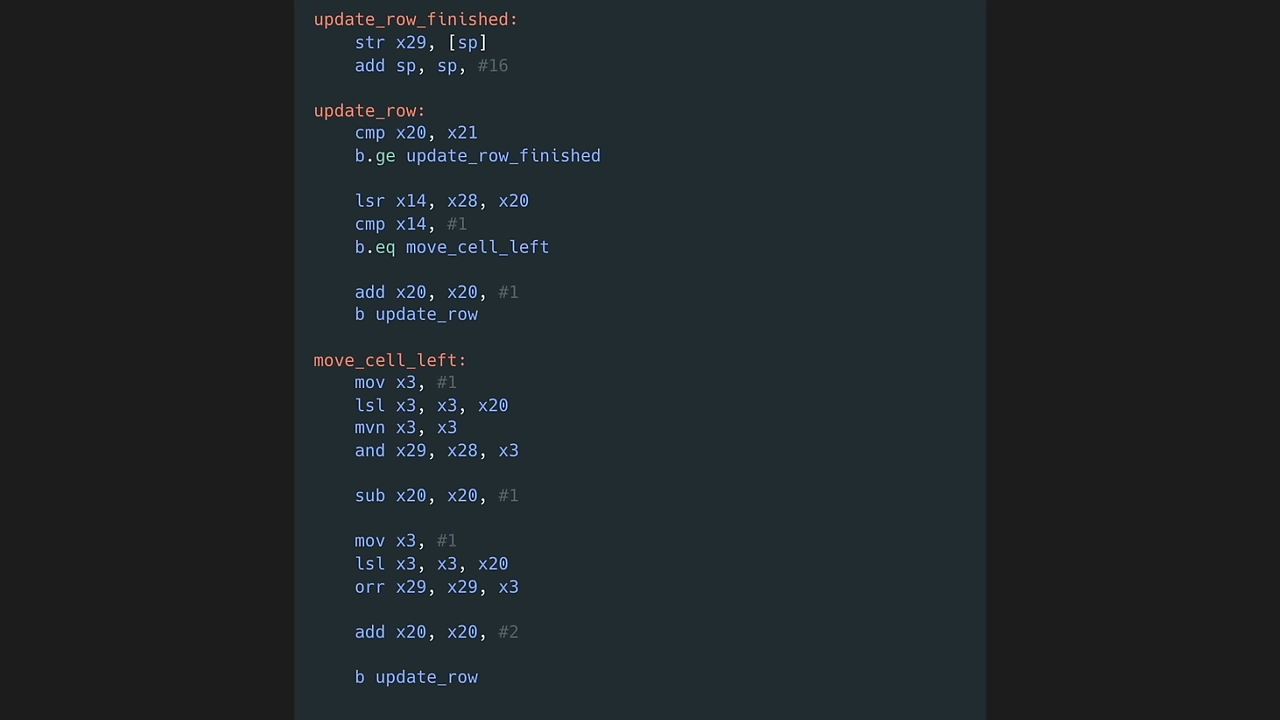 update_row_finished:
str x29, [sp]
add sp, sp, #16
update_row:
cmp x20, x21
b.ge update_row_finished
lsr x14, x28, x20
cmp x14, #1
b.eq move_cell_left
add x20, x20, #1
b update_row
move_cell_left:
mov x3, #1
lsl x3, x3, x20
mvn x3, x3
and x29, x28, x3
sub x20, x20, #1
mov x3, #1
lsl x3, x3, x20
orr x29, x29, x3
add x20, x20, #2
b update_row